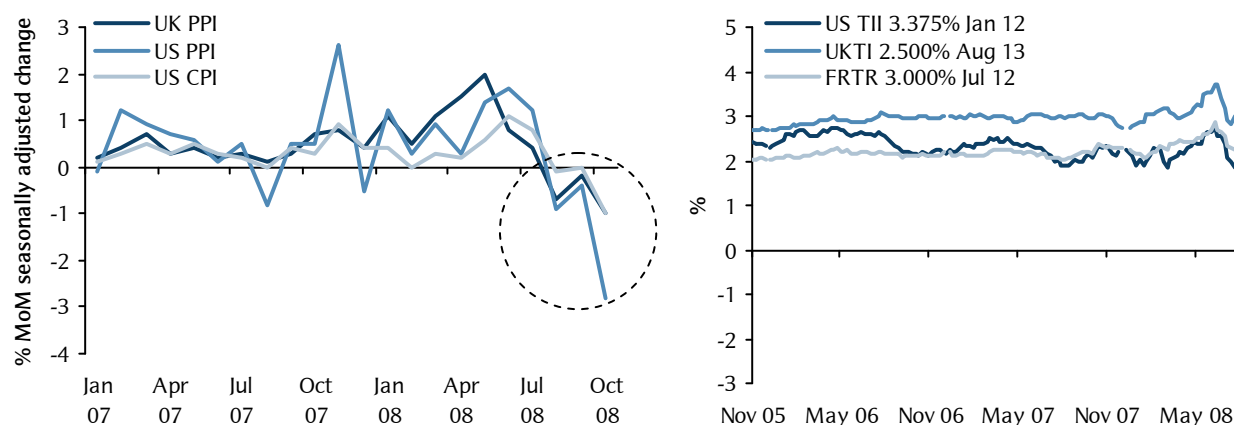 % MoM seasonally adjusted change
3
2
1
0
-1
-2
-3
-4
UK PPI
US PPI
US CPI
Jan Apr Jul Oct Jan Apr Jul Oct
07 07 07 07 08 08 08 08
%
5
4
3
2
1
0
-1
-2
-3
US TII 3.375% Jan 12
UKTI 2.500% Aug 13
FRTR 3.000% Jul 12
Nov 05 May 06 Nov 06 May 07 Nov 07 May 08